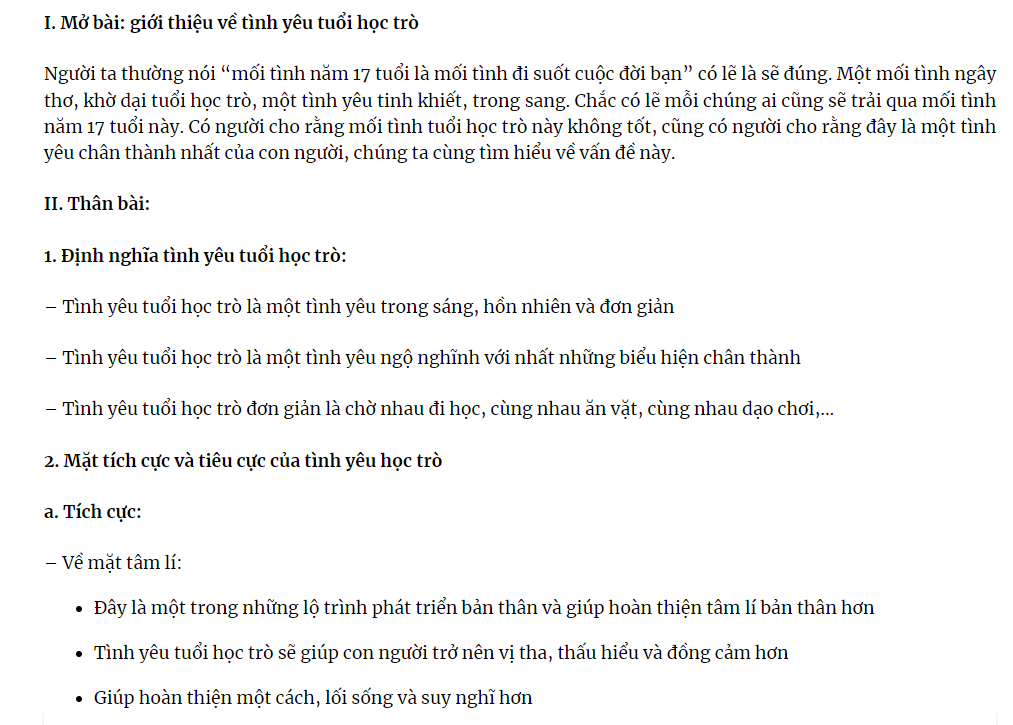 I. Mở bài: giới thiệu về tình yêu tuổi học trò
Người ta thường nói “mối tình năm 17 tuổi là mối tình đi suốt cuộc đời bạn” có lẽ là sẽ đúng. Một mối tình ngây
thơ, khờ dại tuổi học trò, một tình yêu tinh khiết, trong sang. Chắc có lẽ mỗi chúng ai cũng sẽ trải qua mối tình
năm 17 tuổi này. Có người cho rằng mối tình tuổi học trò này không tốt, cũng có người cho rằng đây là một tình
yêu chân thành nhất của con người, chúng ta cùng tìm hiểu về vấn đề này.
II. Thân bài:
1. Định nghĩa tình yêu tuổi học trò:
– Tình yêu tuổi học trò là một tình yêu trong sáng, hồn nhiên và đơn giản
– Tình yêu tuổi học trò là một tình yêu ngộ nghĩnh với nhất những biểu hiện chân thành
– Tình yêu tuổi học trò đơn giản là chờ nhau đi học, cùng nhau ăn vặt, cùng nhau dạo chơi,…
2. Mặt tích cực và tiêu cực của tình yêu học trò
a. Tích cực:
– Về mặt tâm lí:
• Đây là một trong những lộ trình phát triển bản thân và giúp hoàn thiện tâm lí bản thân hơn
• Tình yêu tuổi học trò sẽ giúp con người trở nên vị tha, thấu hiểu và đồng cảm hơn
• Giúp hoàn thiện một cách, lối sống và suy nghĩ hơn